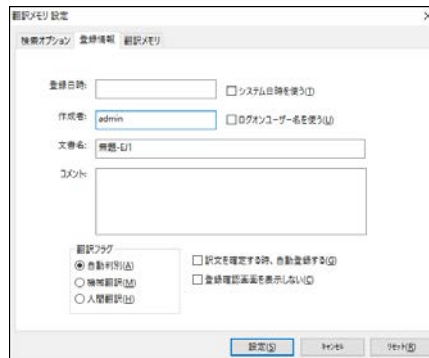 翻訳メモリ 設定
検索オプション 登録情報 翻訳メモリ
登録日時:
システム日時を使う(T)
作成者: admin
ログオンユーザー名を使う(U)
文書名: 無題-EJ1
コメント:
翻訳フラグ
自動判別(A)
機械翻訳(M)
人間翻訳(H)
訳文を確定する時、自動登録する(G)
登録確認画面を表示しない(C)
設定(S) キャンセル リセット(R)